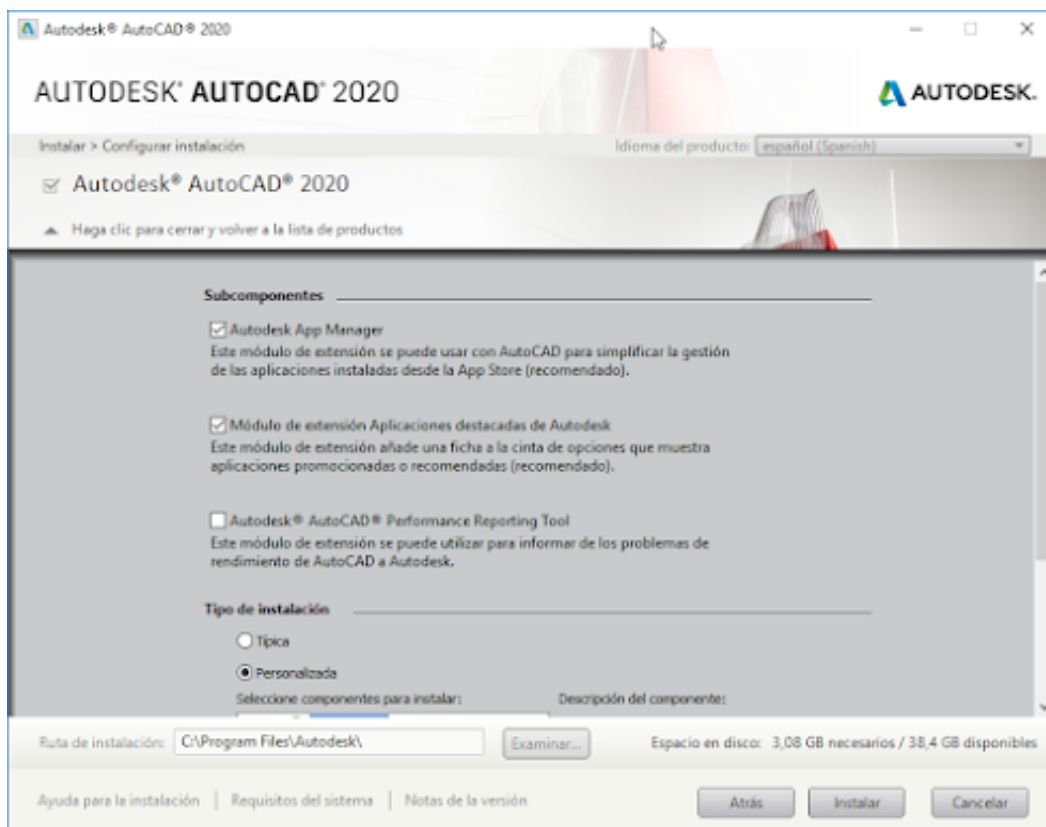 Autodesk® AutoCAD® 2020
AUTODESK® AUTOCAD® 2020
AUTODESK.
Instalar > Configurar instalación
Idioma del producto: español (Spanish)
Autodesk® AutoCAD® 2020
Haga clic para cerrar y volver a la lista de productos
Subcomponentes
Autodesk App Manager
Este módulo de extensión se puede usar con AutoCAD para simplificar la gestión
de las aplicaciones instaladas desde la App Store (recomendado).
Módulo de extensión Aplicaciones destacadas de Autodesk
Este módulo de extensión añade una ficha a la cinta de opciones que muestra
aplicaciones promocionadas o recomendadas (recomendado).
Autodesk® AutoCAD® Performance Reporting Tool
Este módulo de extensión se puede utilizar para informar de los problemas de
rendimiento de AutoCAD a Autodesk.
Tipo de instalación
Típica
Personalizada
Seleccione componentes para instalar:
Descripción del componente:
Ruta de instalación: C:\Program Files\Autodesk\
Examinar...
Espacio en disco: 3,08 GB necesarios / 38,4 GB disponibles
Ayuda para la instalación | Requisitos del sistema | Notas de la versión
Atrás
Instalar
Cancelar